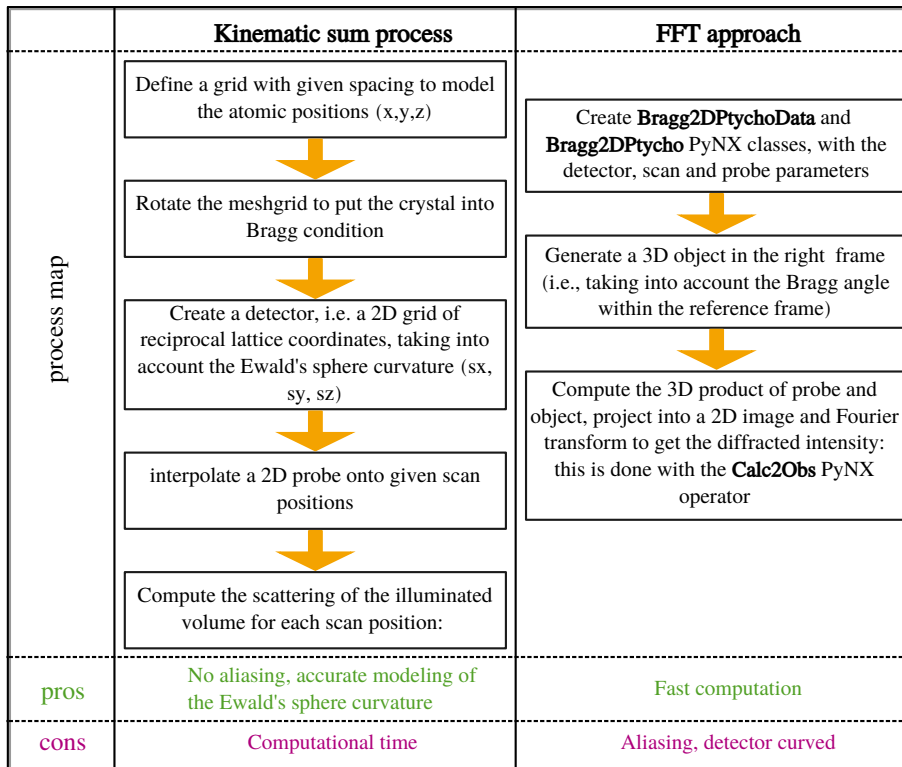 Kinematic sum process
FFT approach
process map
Define a grid with given spacing to model
the atomic positions (x,y,z)
Rotate the meshgrid to put the crystal into
Bragg condition
Create a detector, i.e. a 2D grid of
reciprocal lattice coordinates, taking into
account the Ewald's sphere curvature (sx,
sy, sz)
interpolate a 2D probe onto given scan
positions
Compute the scattering of the illuminated
volume for each scan position:
Create Bragg2DPtychoData and
Bragg2DPtycho PyNX classes, with the
detector, scan and probe parameters
Generate a 3D object in the right frame
(i.e., taking into account the Bragg angle
within the reference frame)
Compute the 3D product of probe and
object, project into a 2D image and Fourier
transform to get the diffracted intensity:
this is done with the Calc2Obs PyNX
operator
pros
No aliasing, accurate modeling of
the Ewald's sphere curvature
Fast computation
cons
Computational time
Aliasing, detector curved